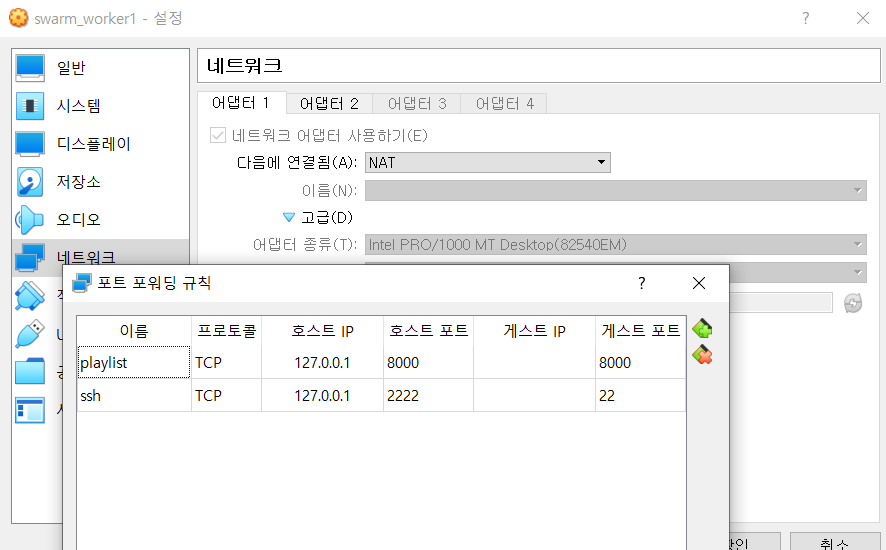 swarm_worker1 - 설정
일반
시스템
디스플레이
저장소
오디오
네트워크
네트워크
어댑터 1 어댑터 2 어댑터 3 어댑터 4
네트워크 어댑터 사용하기(E)
다음에 연결됨(A): NAT
이름(N):
고급(D)
어댑터 종류(T): Intel PRO/1000 MT Desktop(82540EM)
포트 포워딩 규칙
이름 프로토콜 호스트 IP 호스트 포트 게스트 IP 게스트 포트
playlist TCP 127.0.0.1 8000 8000
ssh TCP 127.0.0.1 2222 22
취소